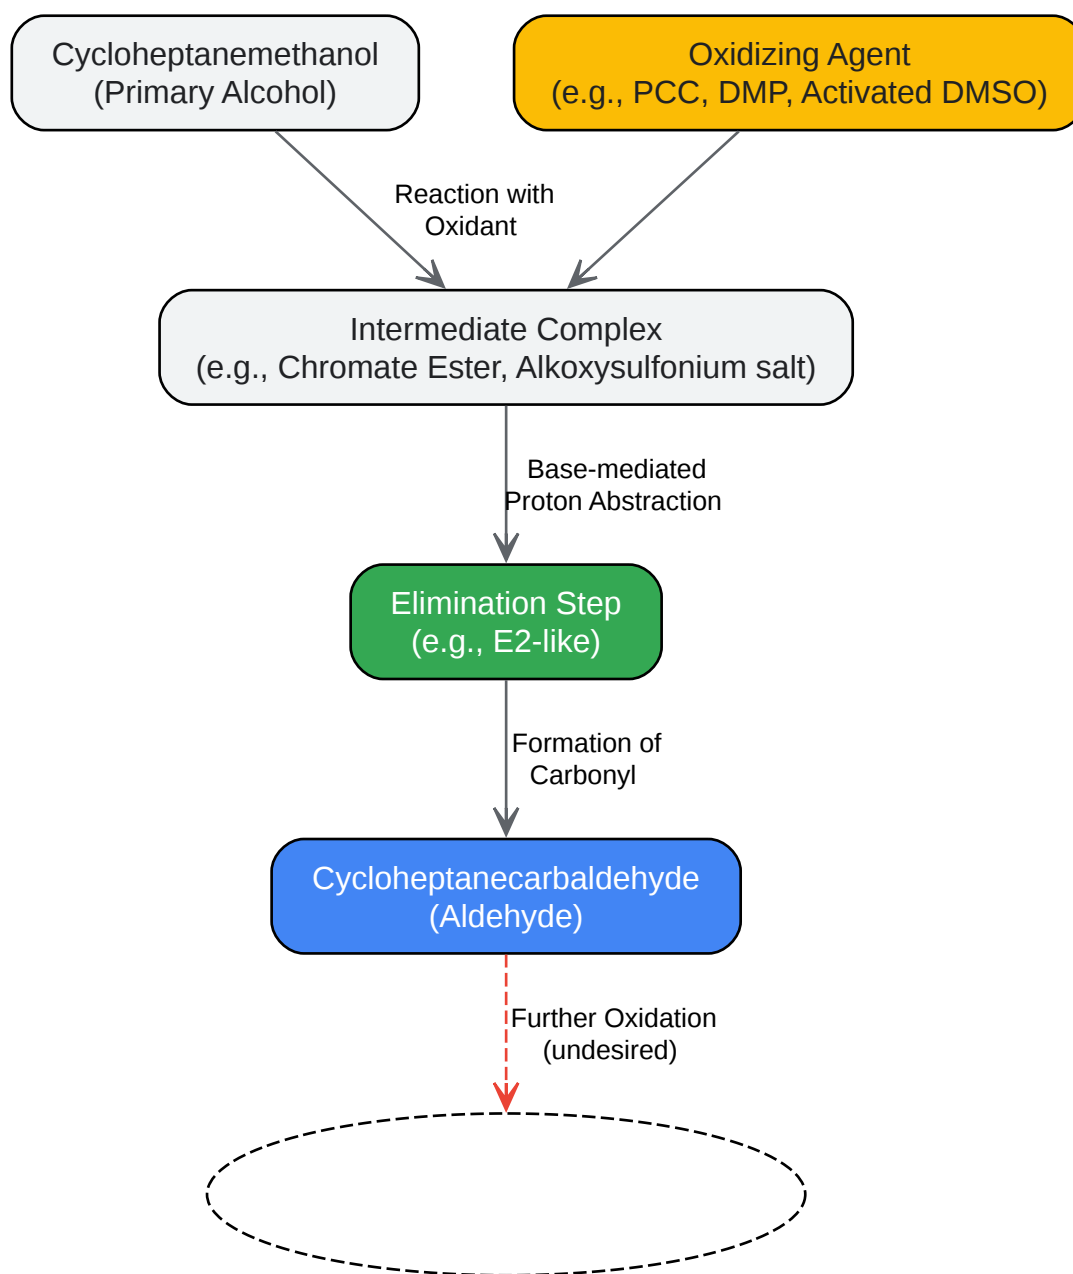 Cycloheptanemethanol
(Primary Alcohol)
Oxidizing Agent
(e.g., PCC, DMP, Activated DMSO)
Reaction with
Oxidant
Intermediate Complex
(e.g., Chromate Ester, Alkoxysulfonium salt)
Base-mediated
Proton Abstraction
Elimination Step
(e.g., E2-like)
Formation of
Carbonyl
Cycloheptanecarbaldehyde
(Aldehyde)
Further Oxidation
(undesired)